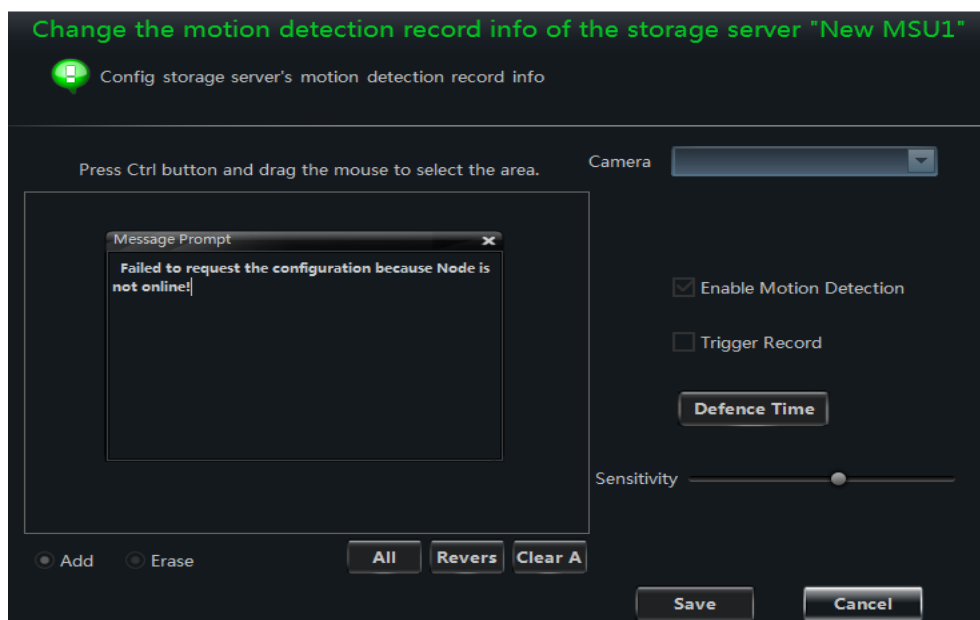 Change the motion detection record info of the storage server "New MSU1"
Config storage server's motion detection record info
Press Ctrl button and drag the mouse to select the area.
Camera
Message Prompt
Failed to request the configuration because Node is
not online!
Enable Motion Detection
Trigger Record
Defence Time
Sensitivity
Add
Erase
All
Revers
Clear A
Save
Cancel